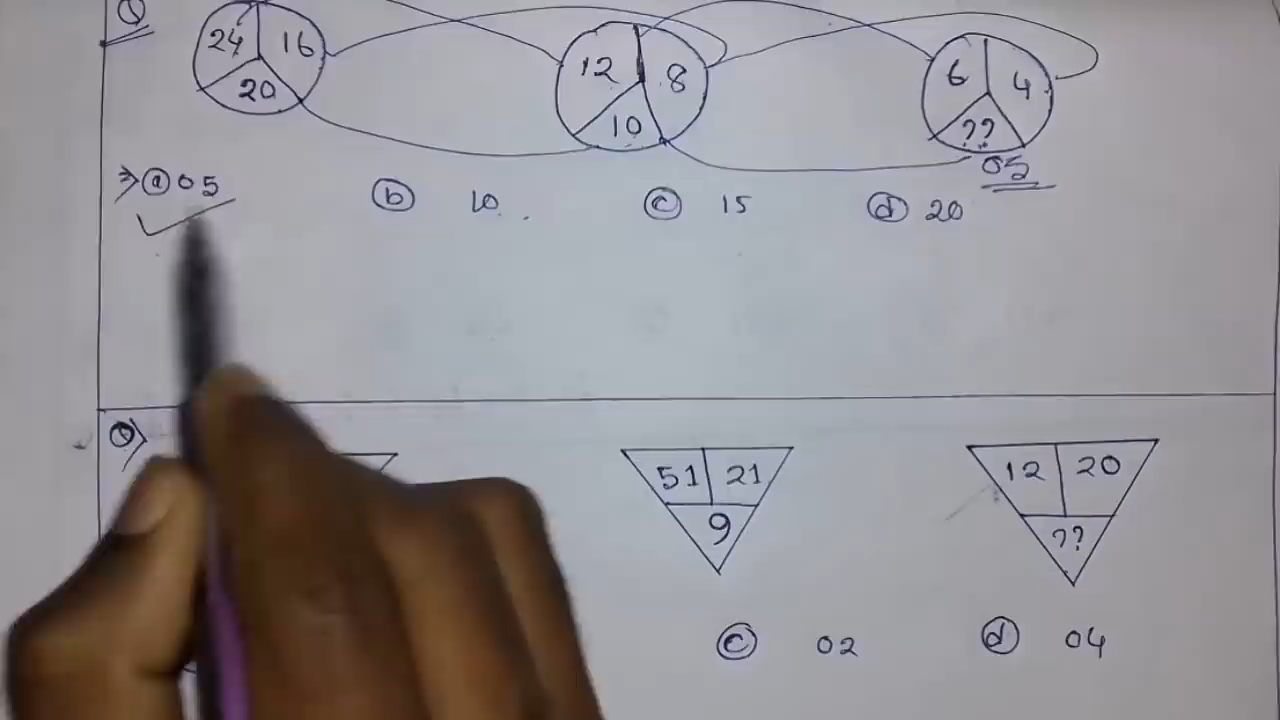 24 16 12 8 6 4
20 10 ??
05
⇒ (a) 05 (b) 10 (c) 15 (d) 20
Q⟩
51 21 12 20
9 ??
(c) 02 (d) 04